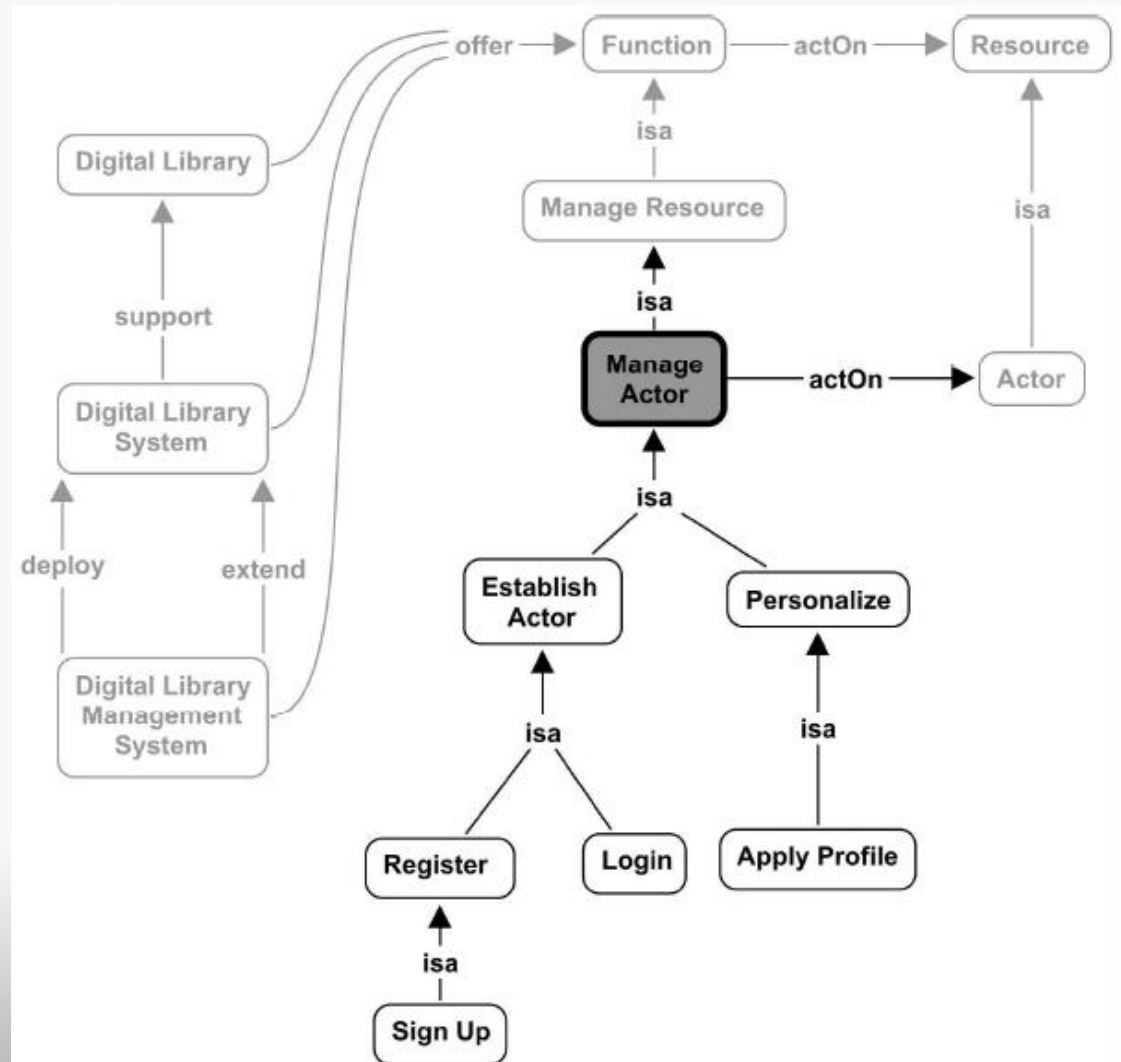 offer
Function
actOn
Resource
isa
Digital Library
Manage Resource
isa
isa
support
Manage
Actor
actOn
Actor
Digital Library
System
isa
deploy
extend
Establish
Actor
Personalize
Digital Library
Management
System
isa
isa
Register
Login
Apply Profile
isa
Sign Up